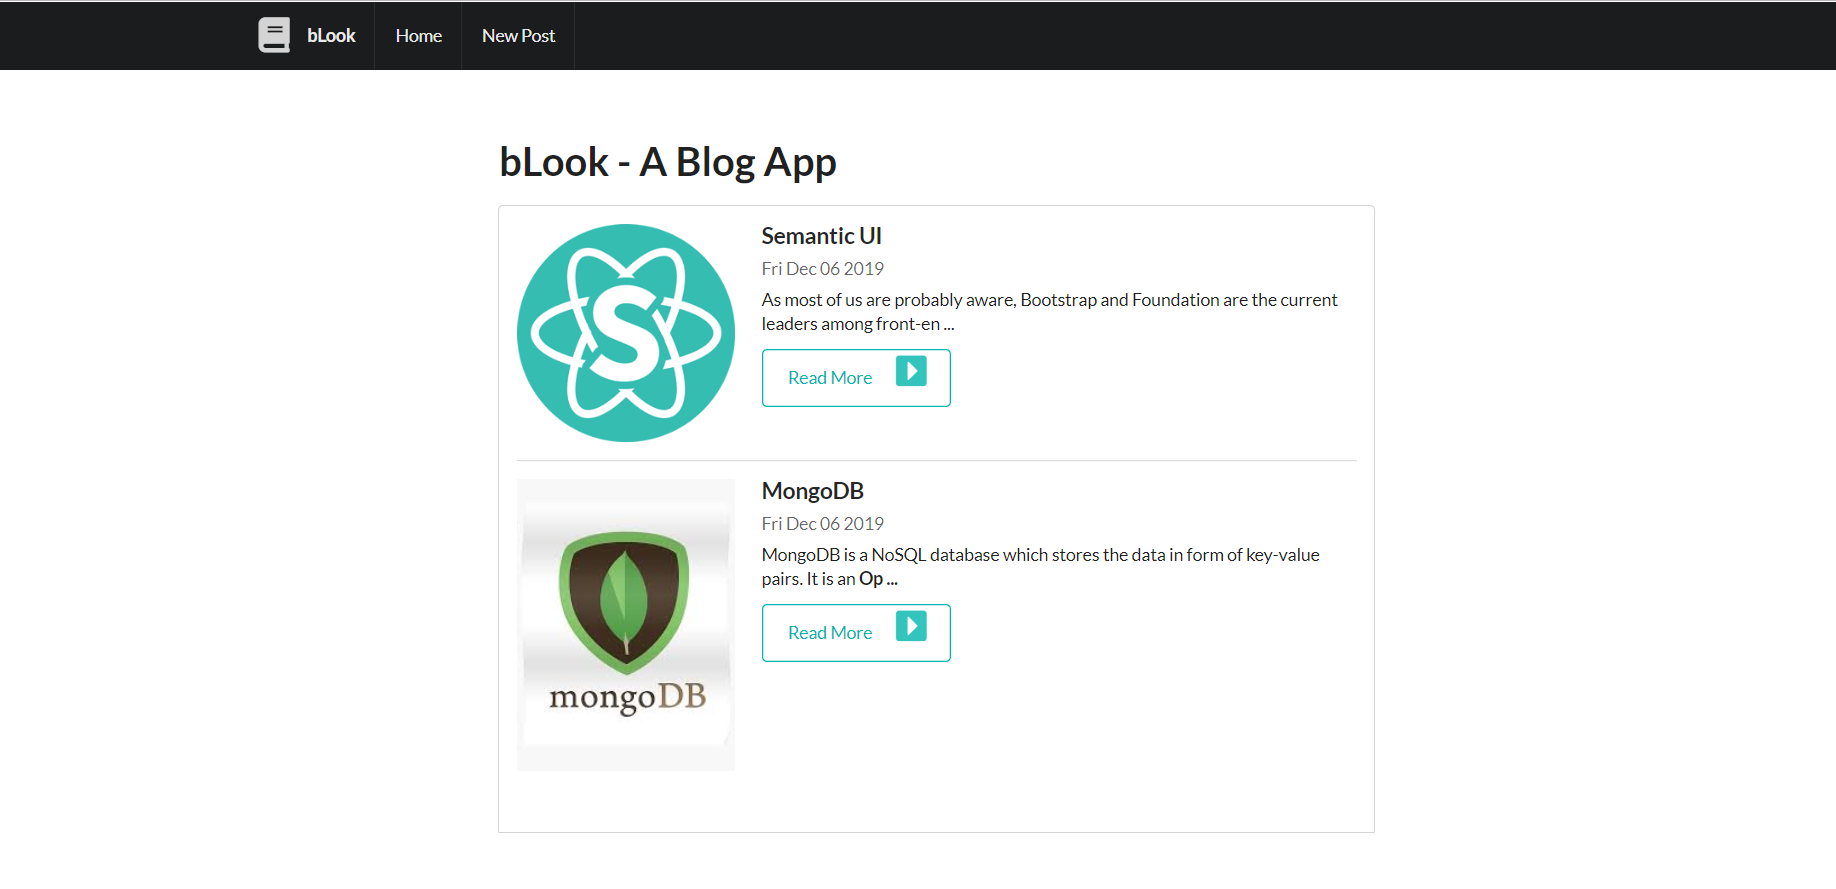 bLook Home New Post
bLook - A Blog App
S
Semantic UI
Fri Dec 06 2019
As most of us are probably aware, Bootstrap and Foundation are the current
leaders among front-en ...
Read More
mongoDB
MongoDB
Fri Dec 06 2019
MongoDB is a NoSQL database which stores the data in form of key-value
pairs. It is an Op ...
Read More